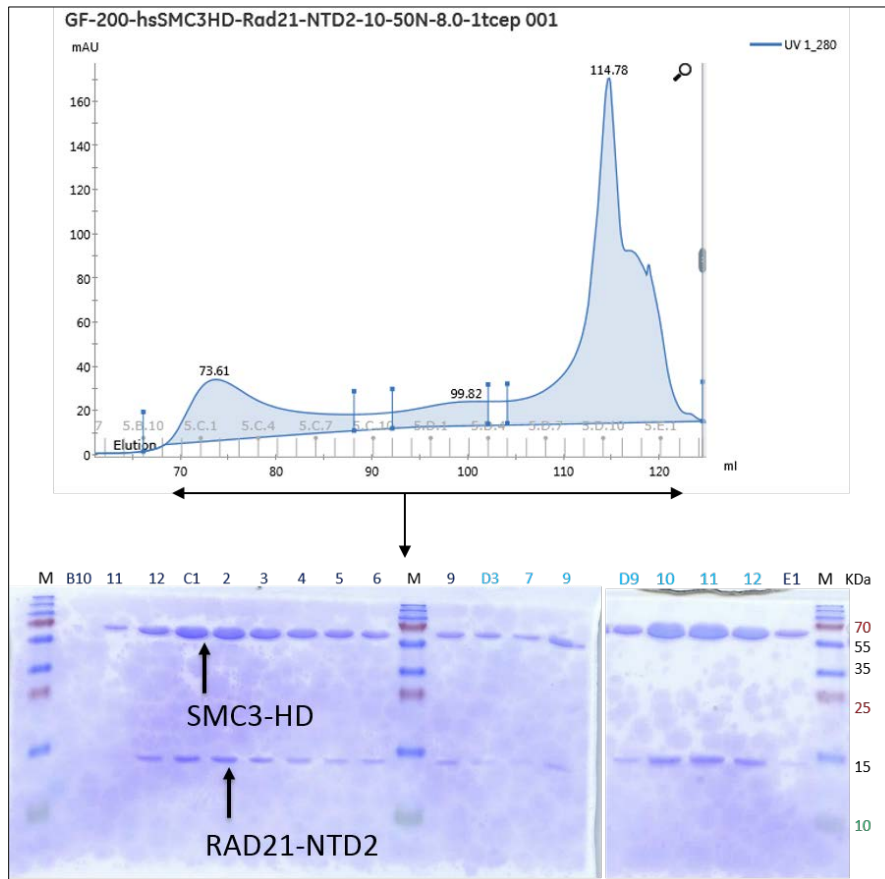 GF-200-hsSMC3HD-Rad21-NTD2-10-50N-8.0-1tcep 001
mAU
UV 1_280
114.78
160
140
120
100
80
60
40
20
0
73.61
99.82
7 5.B.10 5.C.1 5.C.4 5.C.7 5.C.10 5.D.1 5.D.4 5.D.7 5.D.10 5.E.1
Elution
70 80 90 100 110 120 ml
M B10 11 12 C1 2 3 4 5 6 M 9 D3 7 9 D9 10 11 12 E1 M KDa
70
55
35
25
15
10
SMC3-HD
RAD21-NTD2